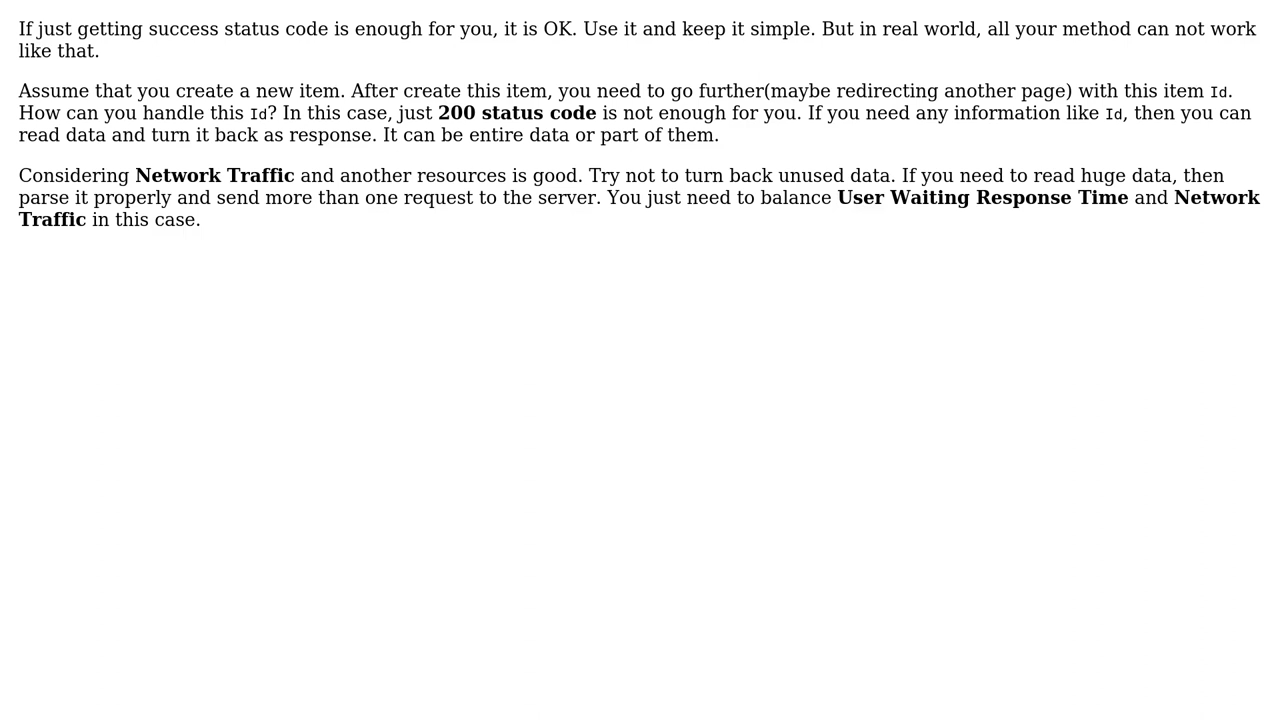 If just getting success status code is enough for you, it is OK. Use it and keep it simple. But in real world, all your method can not work
like that.
Assume that you create a new item. After create this item, you need to go further(maybe redirecting another page) with this item Id.
How can you handle this Id? In this case, just 200 status code is not enough for you. If you need any information like Id, then you can
read data and turn it back as response. It can be entire data or part of them.
Considering Network Traffic and another resources is good. Try not to turn back unused data. If you need to read huge data, then
parse it properly and send more than one request to the server. You just need to balance User Waiting Response Time and Network
Traffic in this case.